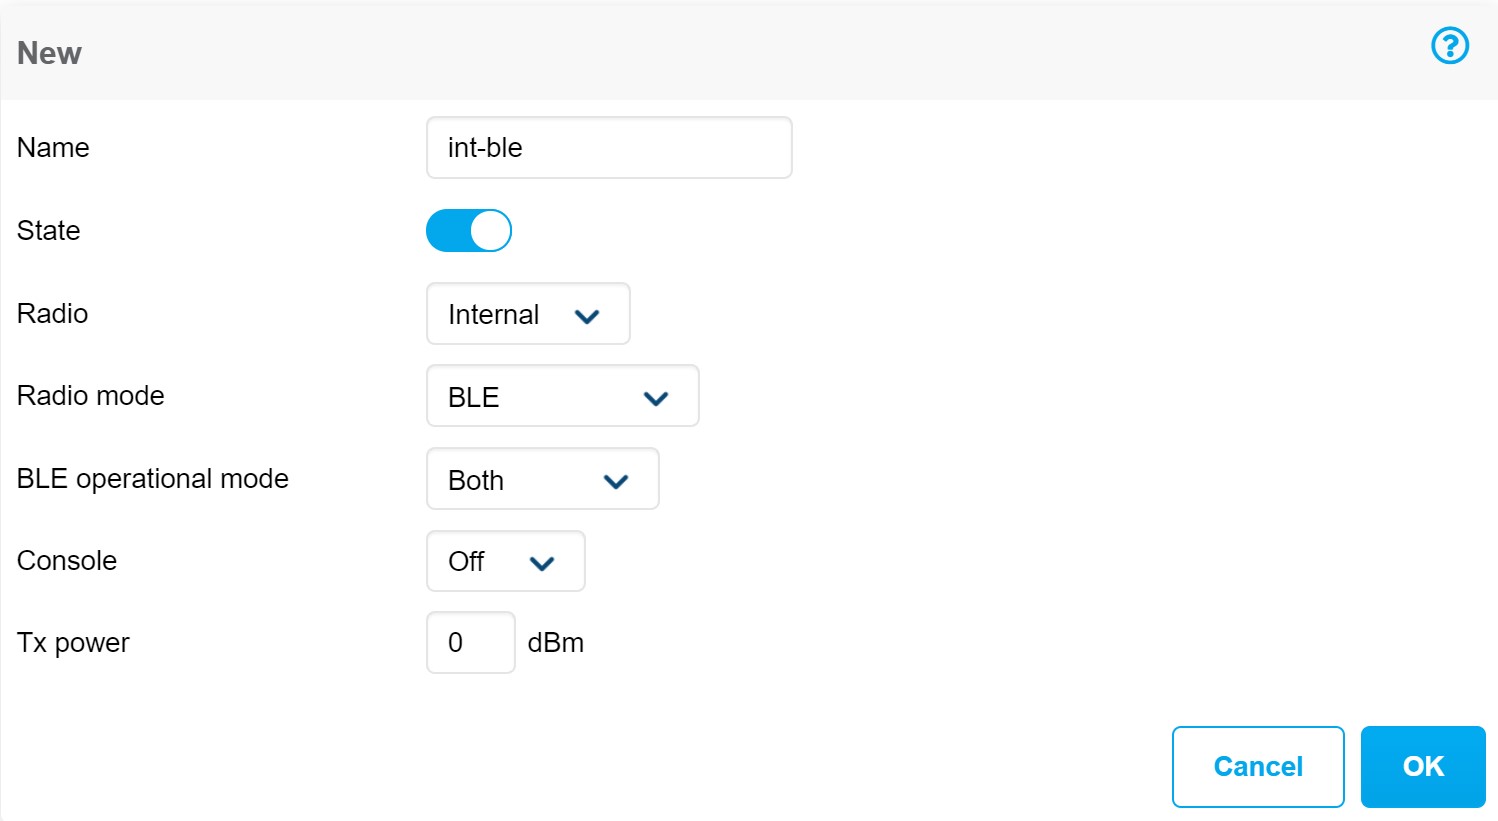 New
?
Name int-ble
State
Radio Internal
Radio mode BLE
BLE operational mode Both
Console Off
Tx power 0 dBm
Cancel OK